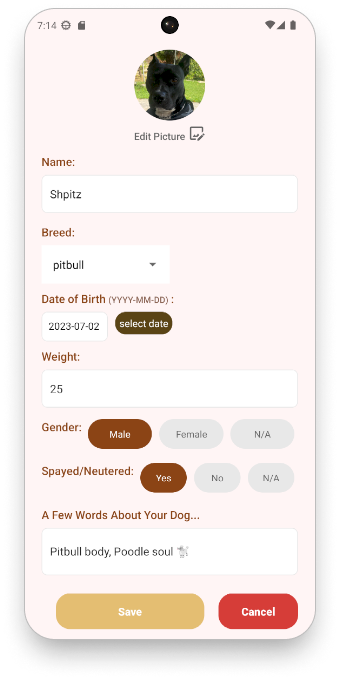 7:14
Edit Picture
Name:
Shpitz
Breed:
pitbull
Date of Birth (YYYY-MM-DD) :
2023-07-02 select date
Weight:
25
Gender: Male Female N/A
Spayed/Neutered: Yes No N/A
A Few Words About Your Dog...
Pitbull body, Poodle soul 🐩
Save Cancel